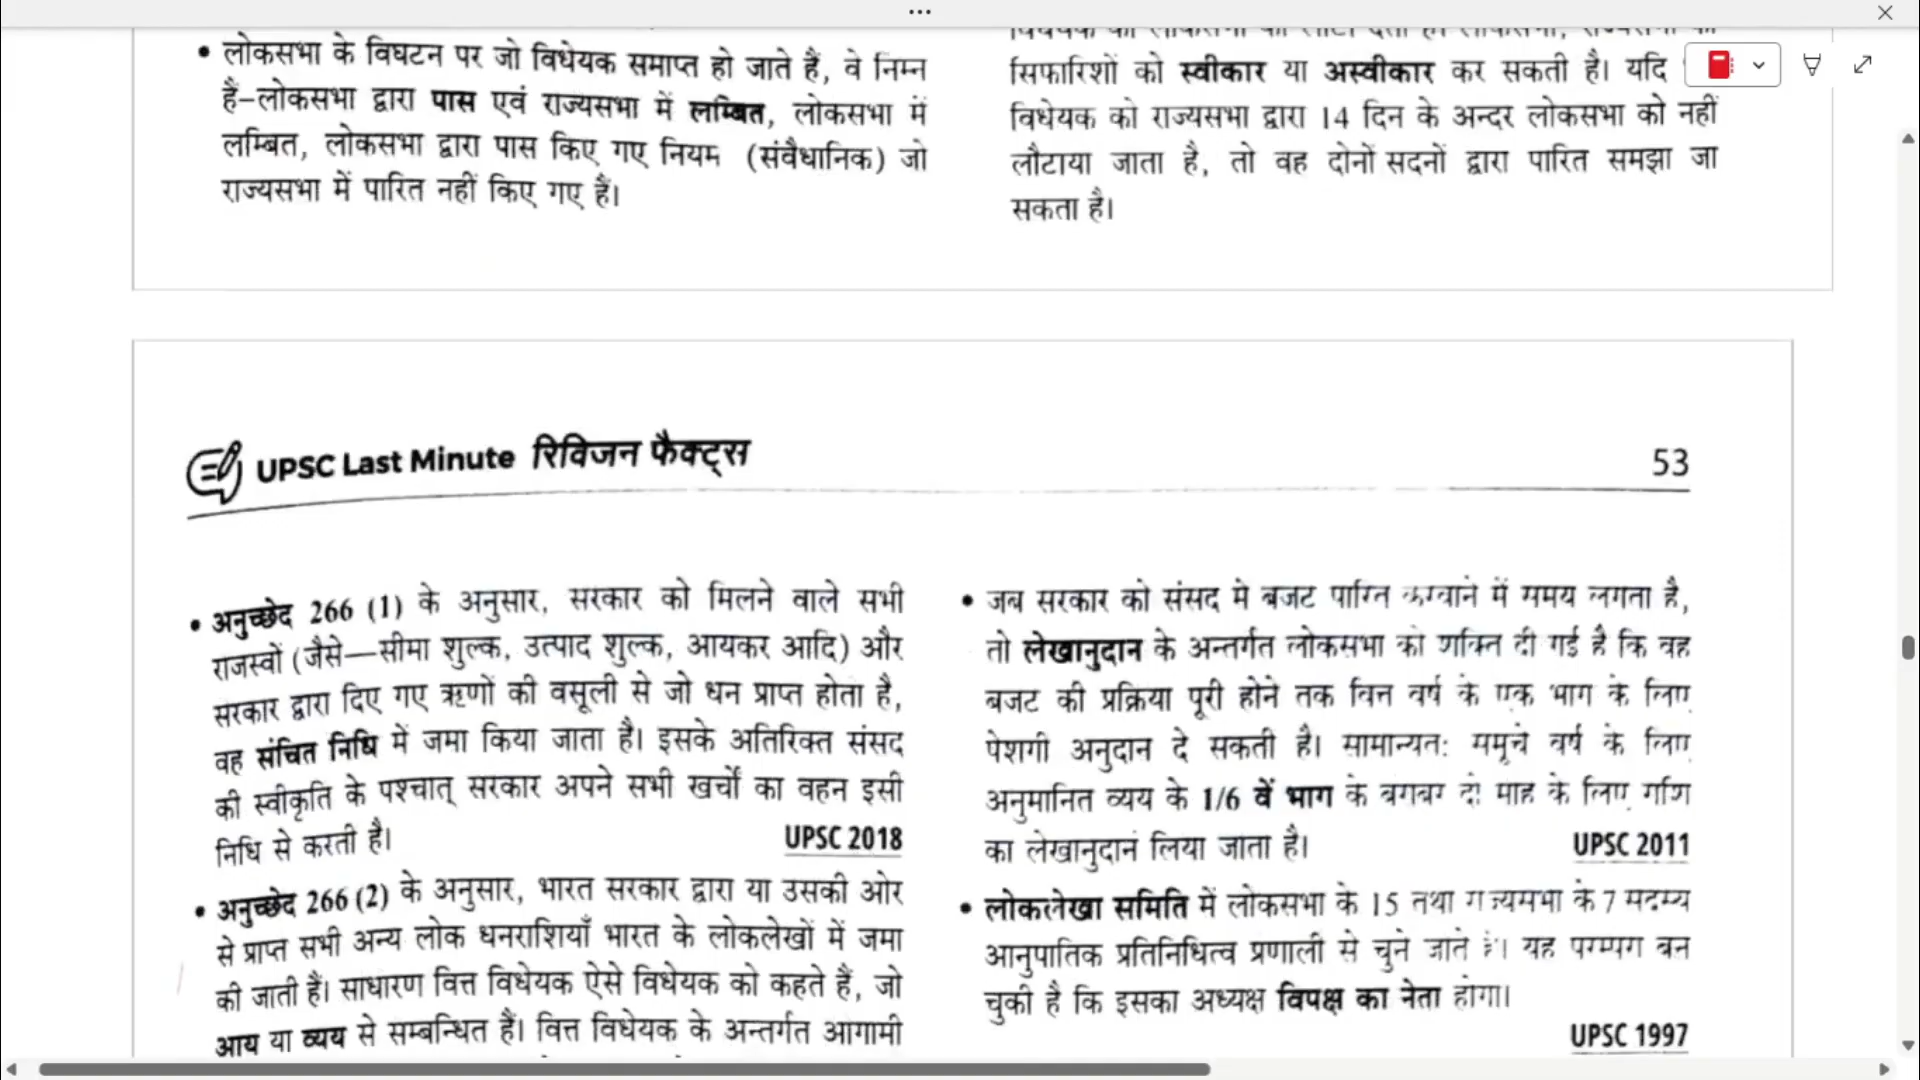 • लोकसभा के विघटन पर जो विधेयक समाप्त हो जाते हैं, वे निम्न
हैं–लोकसभा द्वारा पास एवं राज्यसभा में लम्बित, लोकसभा में
लम्बित, लोकसभा द्वारा पास किए गए नियम (संवैधानिक) जो
राज्यसभा में पारित नहीं किए गए हैं।
सिफारिशों को स्वीकार या अस्वीकार कर सकती है। यदि
विधेयक को राज्यसभा द्वारा 14 दिन के अन्दर लोकसभा को नहीं
लौटाया जाता है, तो वह दोनों सदनों द्वारा पारित समझा जा
सकता है।
UPSC Last Minute रिविजन फैक्ट्स
53
• अनुच्छेद 266 (1) के अनुसार, सरकार को मिलने वाले सभी
राजस्वों (जैसे—सीमा शुल्क, उत्पाद शुल्क, आयकर आदि) और
सरकार द्वारा दिए गए ऋणों की वसूली से जो धन प्राप्त होता है,
वह संचित निधि में जमा किया जाता है। इसके अतिरिक्त संसद
की स्वीकृति के पश्चात् सरकार अपने सभी खर्चों का वहन इसी
निधि से करती है।
UPSC 2018
• अनुच्छेद 266 (2) के अनुसार, भारत सरकार द्वारा या उसकी ओर
से प्राप्त सभी अन्य लोक धनराशियाँ भारत के लोकलेखों में जमा
की जाती हैं। साधारण वित्त विधेयक ऐसे विधेयक को कहते हैं, जो
आय या व्यय से सम्बन्धित हैं। वित्त विधेयक के अन्तर्गत आगामी
• जब सरकार को संसद मे बजट पारित करवाने में समय लगता है,
तो लेखानुदान के अन्तर्गत लोकसभा को शक्ति दी गई है कि वह
बजट की प्रक्रिया पूरी होने तक वित्त वर्ष के एक भाग के लिए
पेशगी अनुदान दे सकती है। सामान्यत: समूचे वर्ष के लिए
अनुमानित व्यय के 1/6 वें भाग के बराबर दो माह के लिए राशि
का लेखानुदान लिया जाता है।
UPSC 2011
• लोकलेखा समिति में लोकसभा के 15 तथा राज्यसभा के 7 सदस्य
आनुपातिक प्रतिनिधित्व प्रणाली से चुने जाते हैं। यह परम्परा बन
चुकी है कि इसका अध्यक्ष विपक्ष का नेता होगा।
UPSC 1997